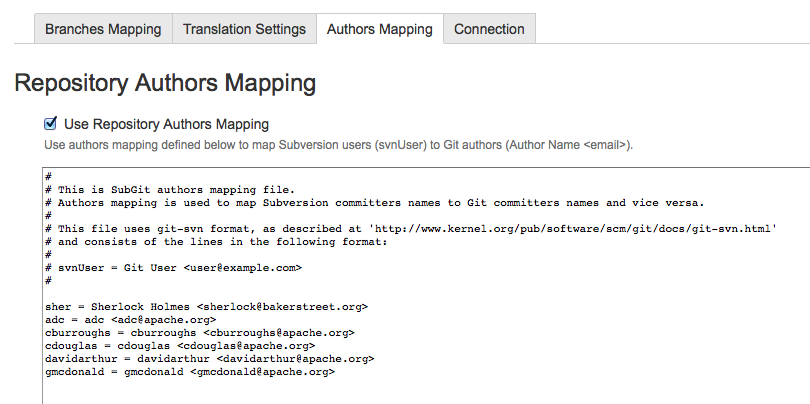 Branches Mapping Translation Settings Authors Mapping Connection
Repository Authors Mapping
Use Repository Authors Mapping
Use authors mapping defined below to map Subversion users (svnUser) to Git authors (Author Name <email>).
#
# This is SubGit authors mapping file.
# Authors mapping is used to map Subversion committers names to Git committers names and vice versa.
#
# This file uses git-svn format, as described at 'http://www.kernel.org/pub/software/scm/git/docs/git-svn.html'
# and consists of the lines in the following format:
#
# svnUser = Git User <user@example.com>
#
sher = Sherlock Holmes <sherlock@bakerstreet.org>
adc = adc <adc@apache.org>
cburroughs = cburroughs <cburroughs@apache.org>
cdouglas = cdouglas <cdouglas@apache.org>
davidarthur = davidarthur <davidarthur@apache.org>
gmcdonald = gmcdonald <gmcdonald@apache.org>